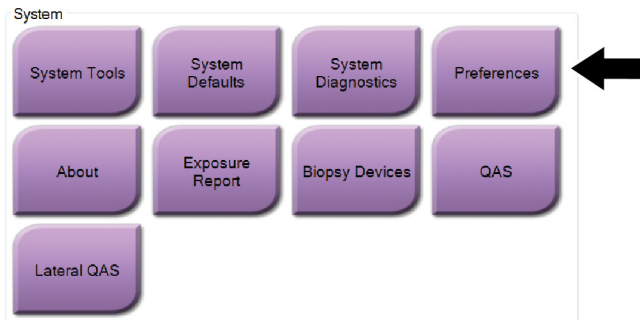 System
System Tools
System
Defaults
System
Diagnostics
Preferences
About
Exposure
Report
Biopsy Devices
QAS
Lateral QAS